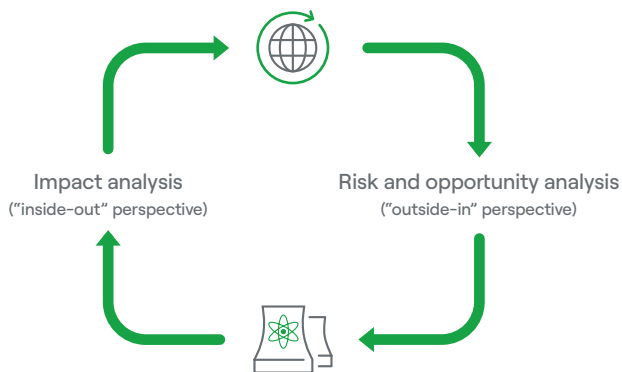 Impact analysis
("inside-out" perspective)
Risk and opportunity analysis
("outside-in" perspective)